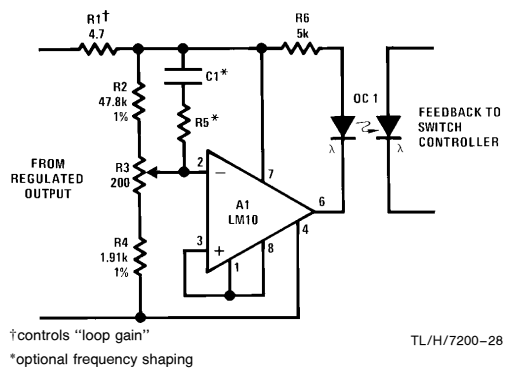 R1†
4.7
R6
5k
C1*
R2
47.8k
1%
OC 1
R5*
λ
λ
FEEDBACK TO
SWITCH
CONTROLLER
FROM
REGULATED
OUTPUT
R3
200
2
−
7
A1
LM10
6
4
3
+
1
8
R4
1.91k
1%
†controls “loop gain”
*optional frequency shaping
TL/H/7200–28